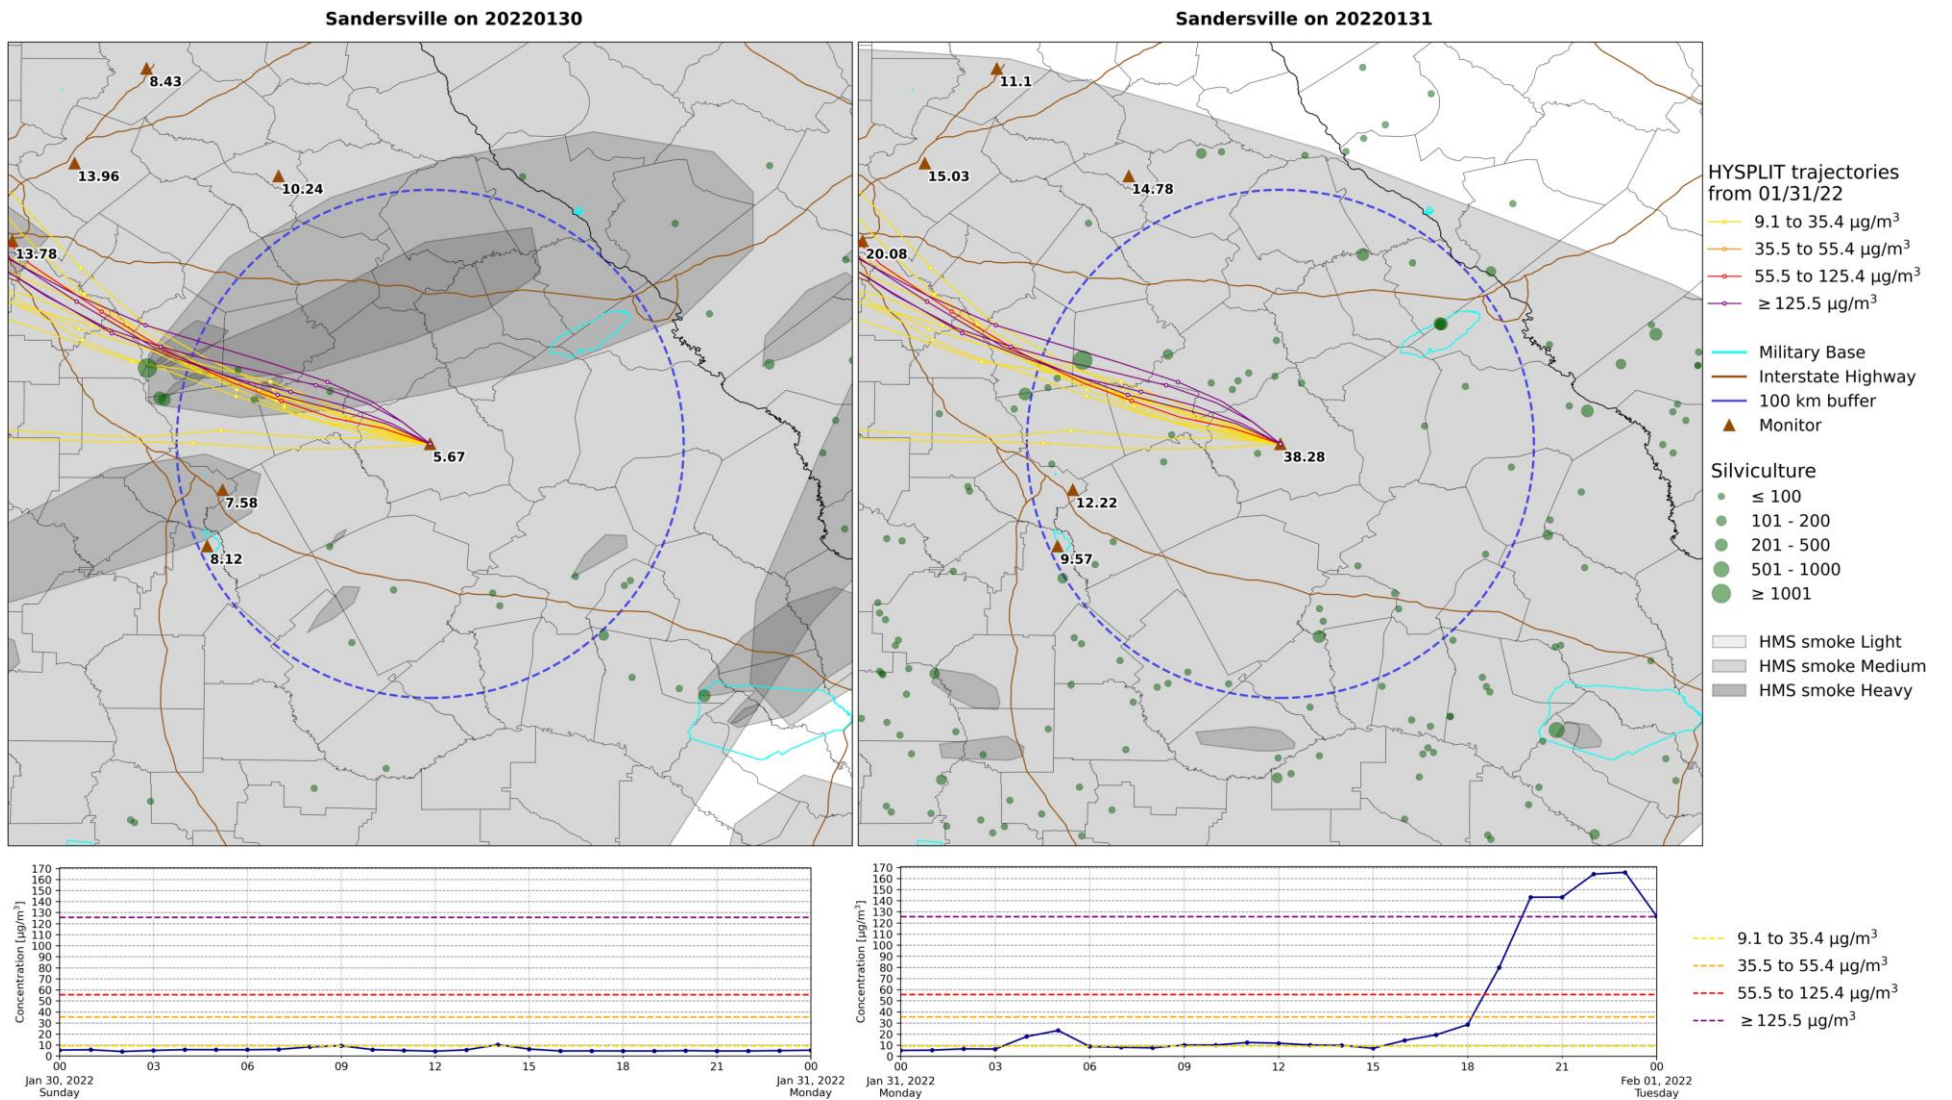 Sandersville on 20220130
8.43
13.96
10.24
13.78
5.67
7.58
8.12
Sandersville on 20220131
11.1
15.03
14.78
20.08
38.28
12.22
9.57
HYSPLIT trajectories
from 01/31/22
9.1 to 35.4 μg/m³
35.5 to 55.4 μg/m³
55.5 to 125.4 μg/m³
≥ 125.5 μg/m³
Military Base
Interstate Highway
100 km buffer
Monitor
Silviculture
≤ 100
101 - 200
201 - 500
501 - 1000
≥ 1001
HMS smoke Light
HMS smoke Medium
HMS smoke Heavy
Concentration [μg/m³]
170
160
150
140
130
120
110
100
90
80
70
60
50
40
30
20
10
0
00 03 06 09 12 15 18 21 00
Jan 30, 2022 Jan 31, 2022
Sunday Monday
Concentration [μg/m³]
170
160
150
140
130
120
110
100
90
80
70
60
50
40
30
20
10
0
00 03 06 09 12 15 18 21 00
Jan 31, 2022 Feb 01, 2022
Monday Tuesday
9.1 to 35.4 μg/m³
35.5 to 55.4 μg/m³
55.5 to 125.4 μg/m³
≥ 125.5 μg/m³